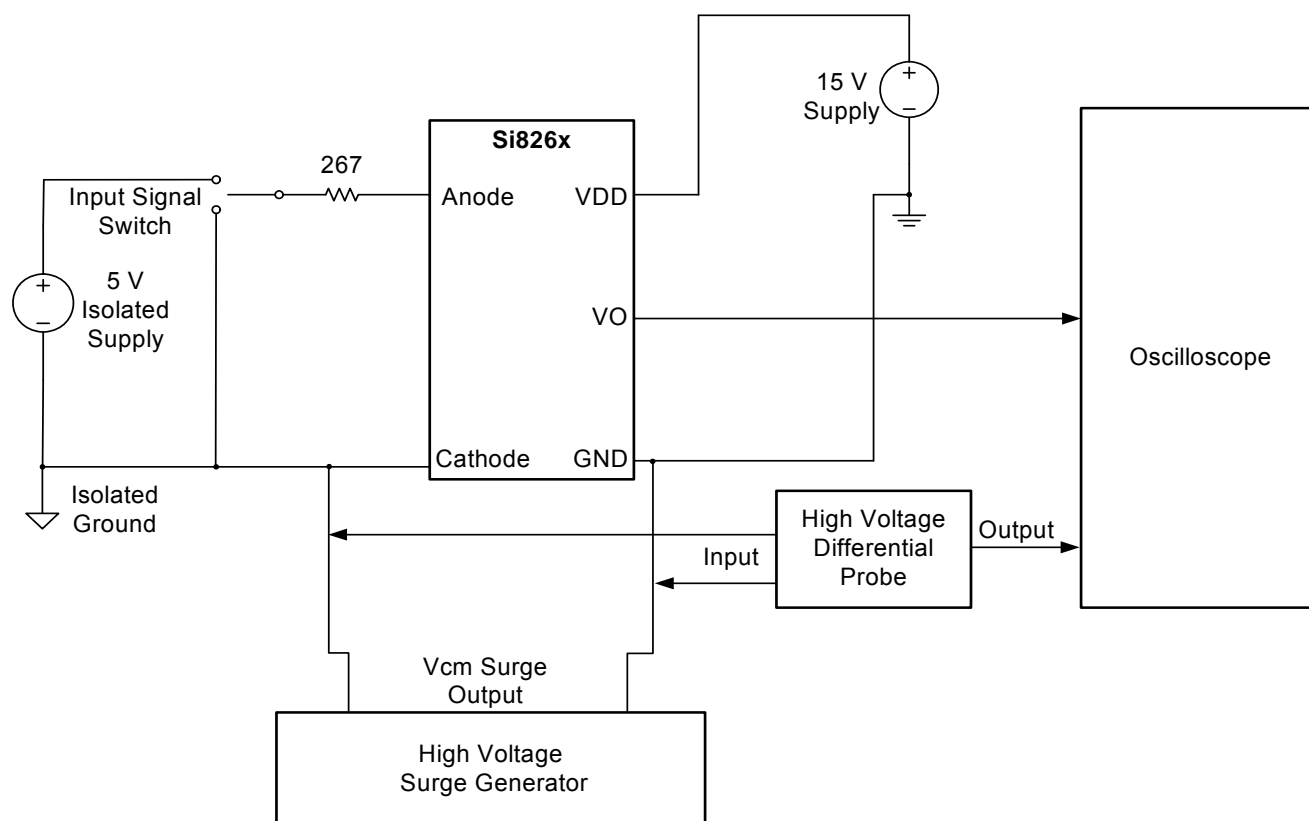 15 V
Supply
Si826x
267
Input Signal
Switch
Anode
VDD
5 V
Isolated
Supply
VO
Oscilloscope
Cathode
GND
Isolated
Ground
High Voltage
Differential
Probe
Output
Input
Vcm Surge
Output
High Voltage
Surge Generator